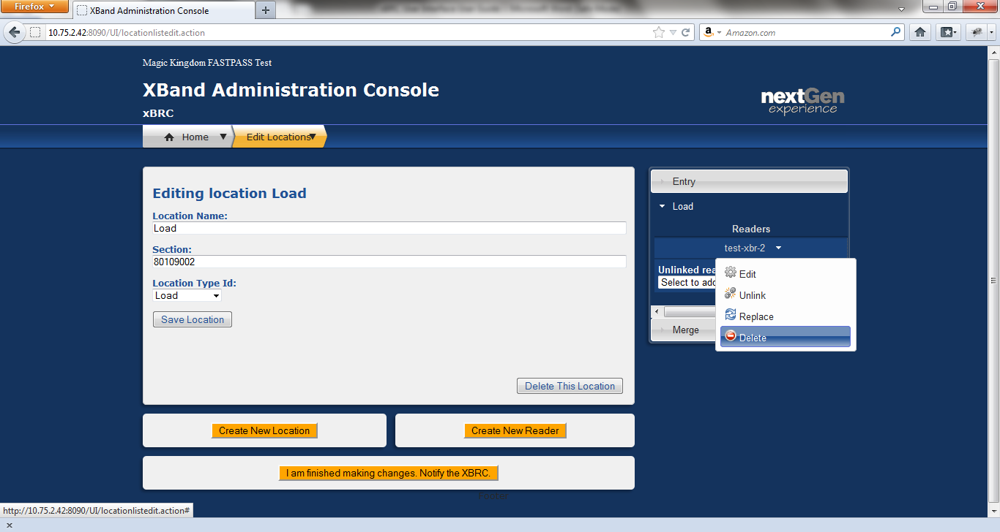 Firefox
XBand Administration Console
10.75.2.42:8090/UI/locationlistedit.action
Amazon.com
Magic Kingdom FASTPASS Test
XBand Administration Console
xBRC
nextGen
experience
Home
Edit Locations
Editing location Load
Location Name:
Load
Section:
80109002
Location Type Id:
Load
Save Location
Delete This Location
Entry
Load
Readers
test-xbr-2
Unlinked
Select to
Edit
Unlink
Replace
Delete
Merge
Create New Location
Create New Reader
I am finished making changes. Notify the XBRC.
Footer
http://10.75.2.42:8090/UI/locationlistedit.action#